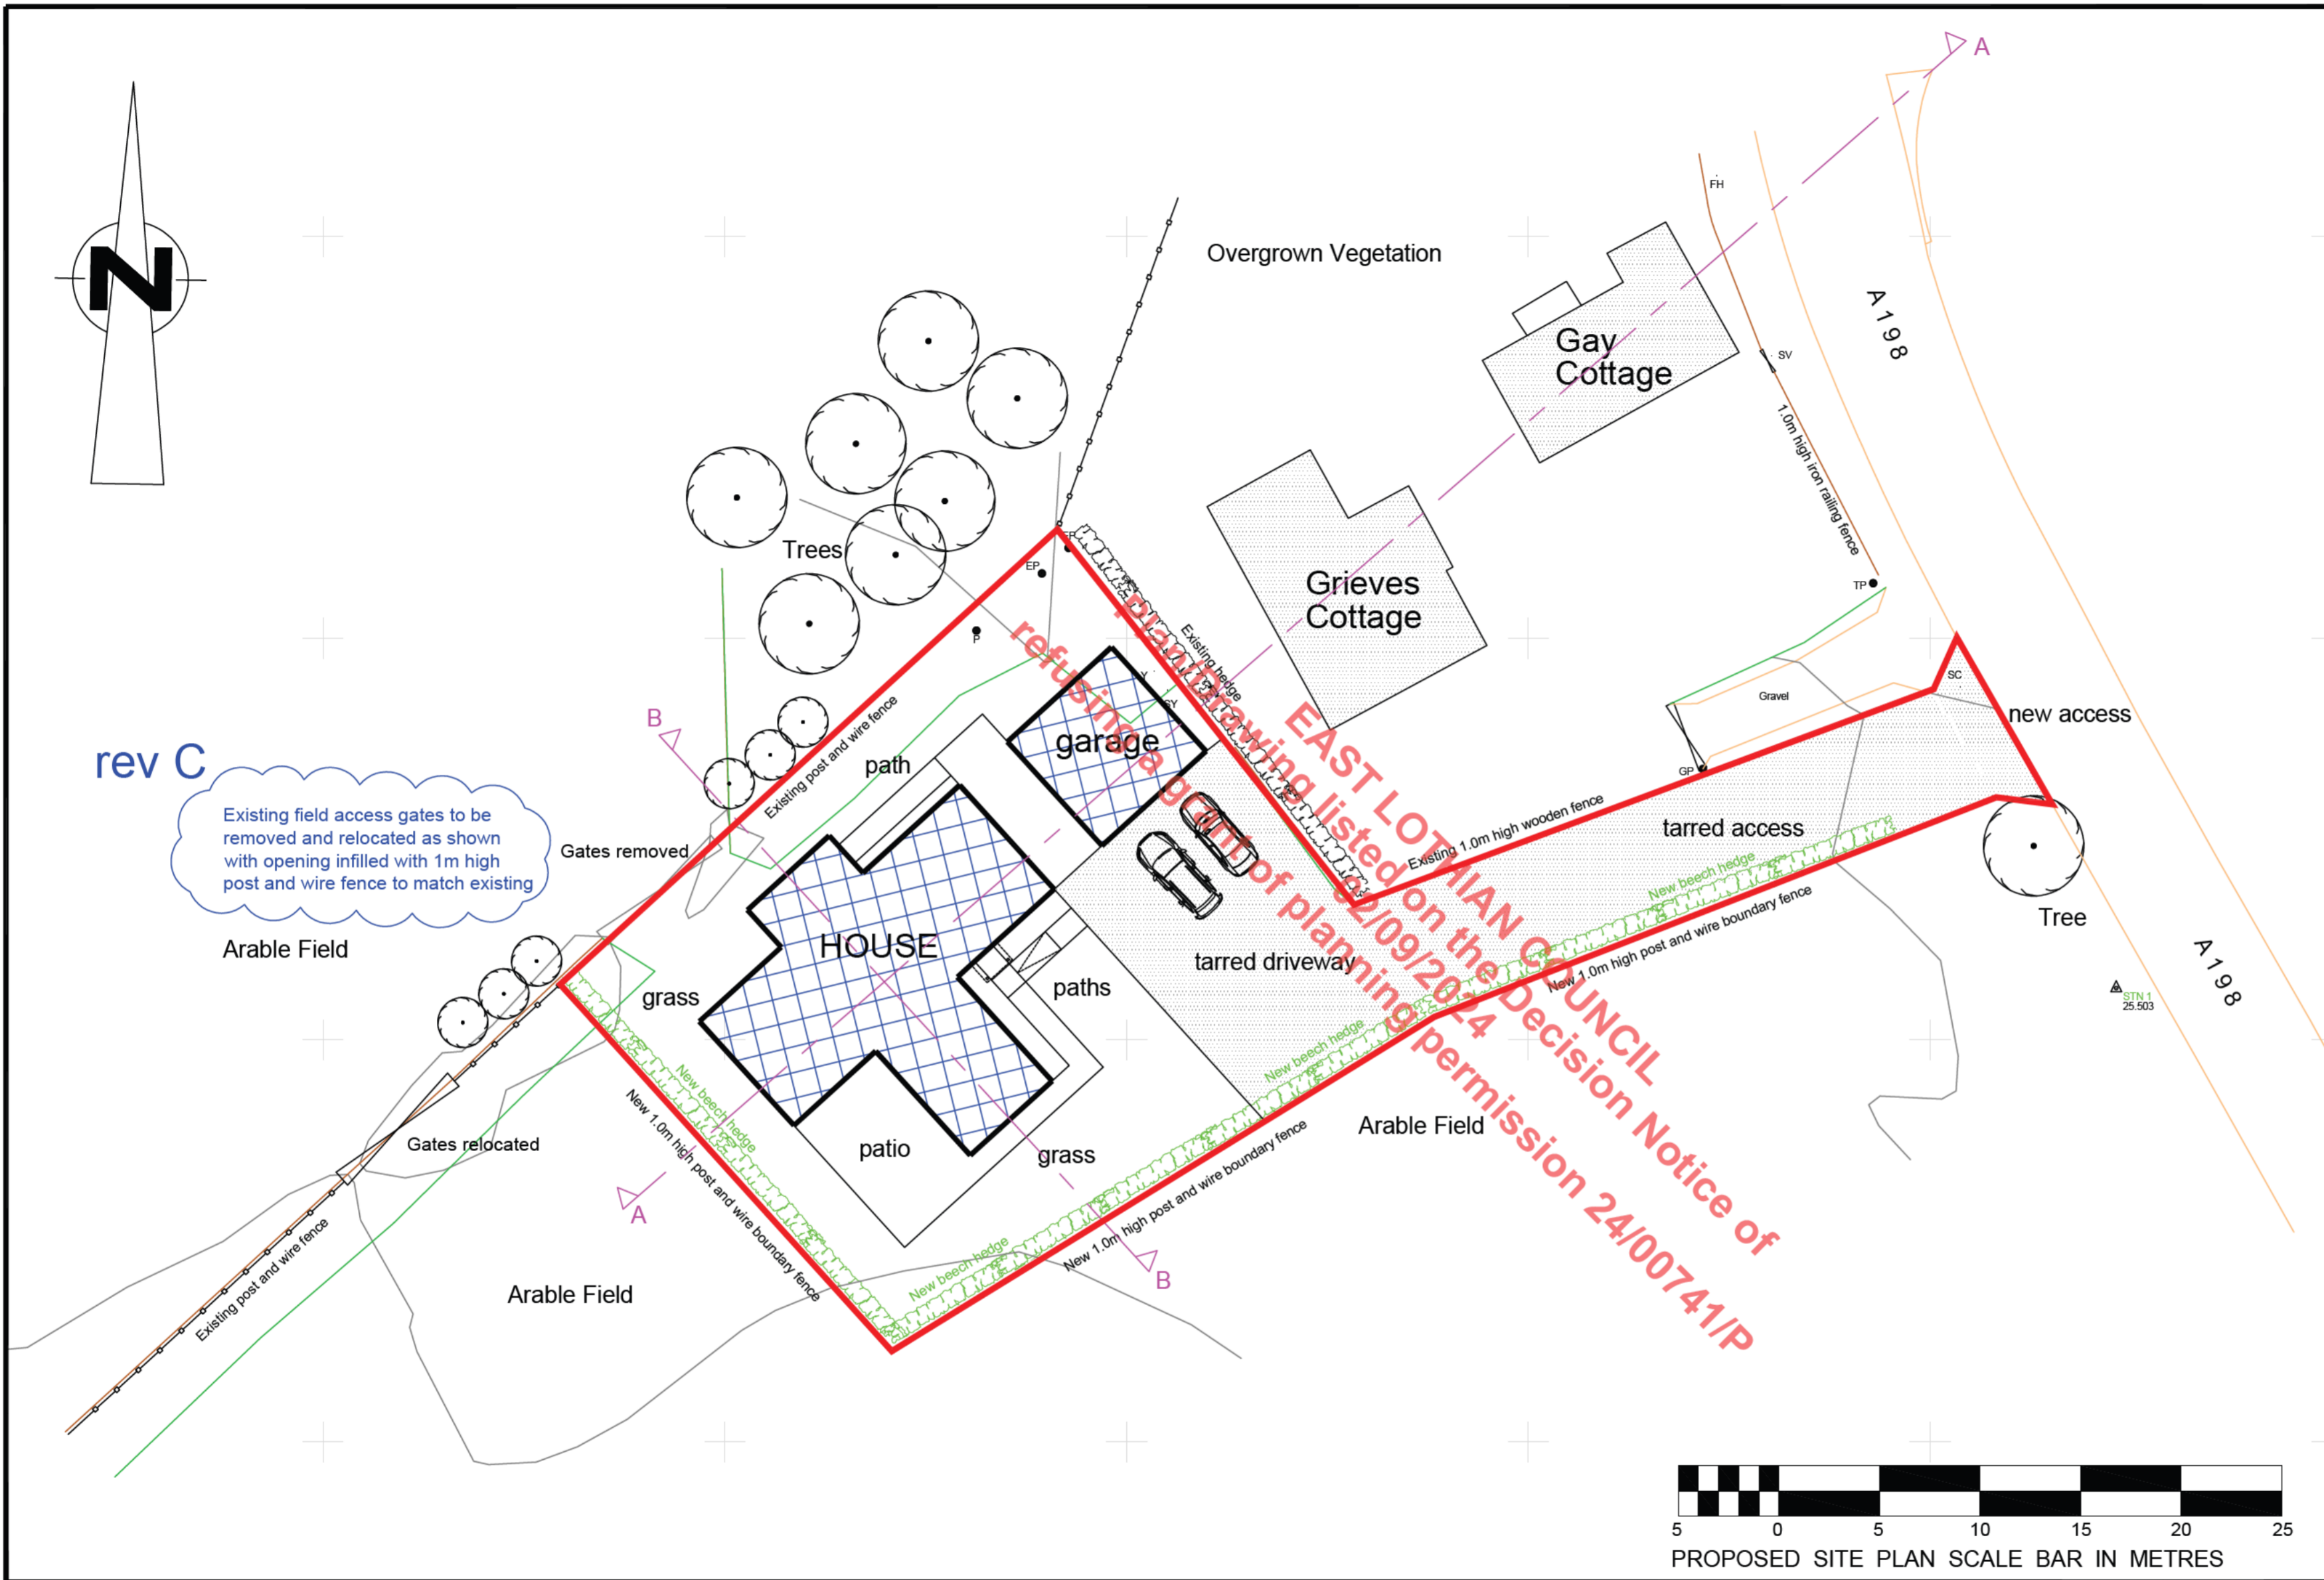 A
FH
Overgrown Vegetation
N
A198
Gay
Cottage
SV
1.0m high iron railing fence
Trees
EP
P
Existing hedge
Grieves
Cottage
TP
SC
Gravel
new access
B
rev C
Existing field access gates to be
removed and relocated as shown
with opening infilled with 1m high
post and wire fence to match existing
Existing post and wire fence
path
garage
GP
Gates removed
Existing 1.0m high wooden fence
tarred access
New beech hedge
New 1.0m high post and wire boundary fence
Tree
Arable Field
HOUSE
grass
paths
tarred driveway
A198
STN 1
25.503
New beech hedge
New beech hedge
New 1.0m high post and wire boundary fence
Gates relocated
patio
grass
Arable Field
A
New 1.0m high post and wire boundary fence
New beech hedge
B
Arable Field
Existing post and wire fence
EAST LOTHIAN COUNCIL
02/09/2024
plan/Drawing listed on the Decision Notice of
refusing a grant of planning permission 24/00741/P
5 0 5 10 15 20 25
PROPOSED SITE PLAN SCALE BAR IN METRES